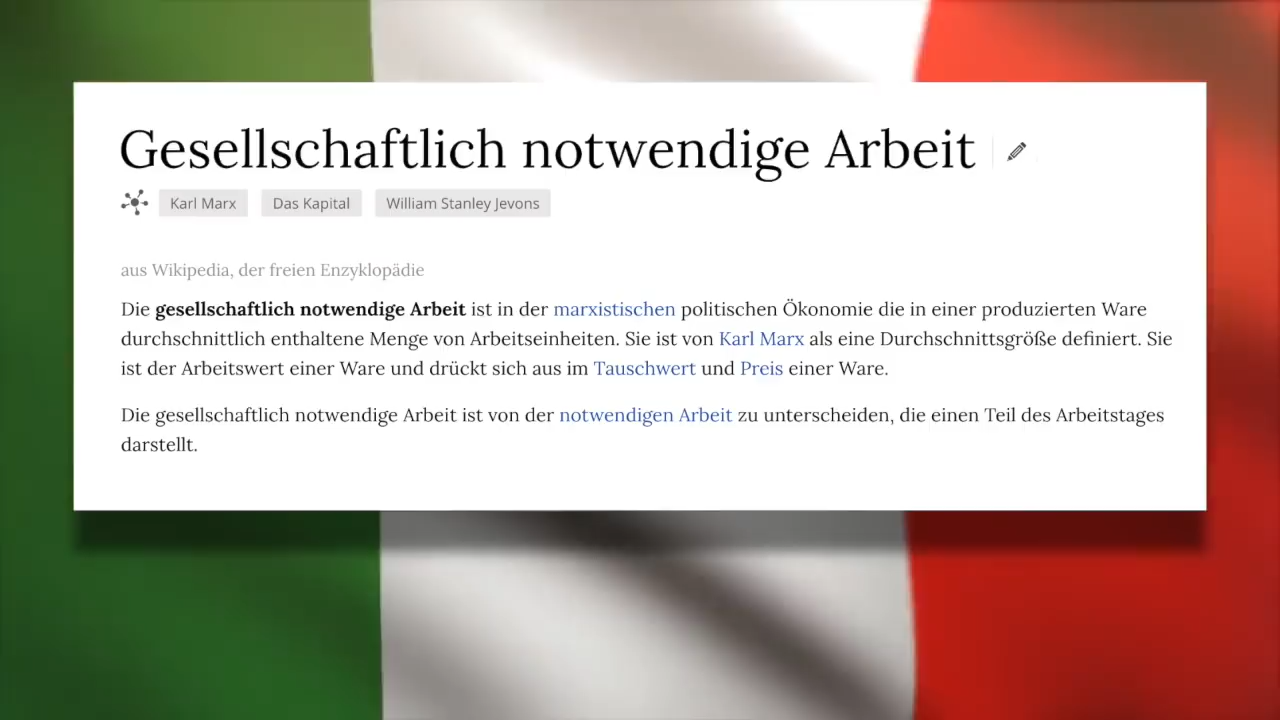 Gesellschaftlich notwendige Arbeit
Karl Marx Das Kapital William Stanley Jevons
aus Wikipedia, der freien Enzyklopädie
Die gesellschaftlich notwendige Arbeit ist in der marxistischen politischen Ökonomie die in einer produzierten Ware
durchschnittlich enthaltene Menge von Arbeitseinheiten. Sie ist von Karl Marx als eine Durchschnittsgröße definiert. Sie
ist der Arbeitswert einer Ware und drückt sich aus im Tauschwert und Preis einer Ware.
Die gesellschaftlich notwendige Arbeit ist von der notwendigen Arbeit zu unterscheiden, die einen Teil des Arbeitstages
darstellt.